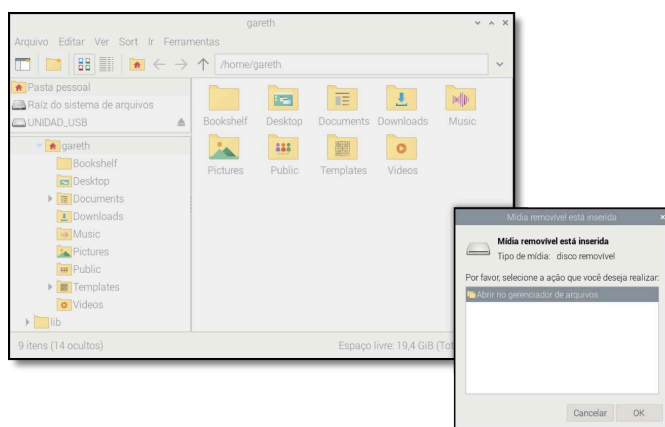 gareth
Arquivo Editar Ver Sort Ir Ferramentas
/home/gareth
Pasta pessoal
Raíz do sistema de arquivos
UNIDAD_USB
gareth
Bookshelf
Desktop
Documents
Downloads
Music
Pictures
Public
Templates
Videos
lib
Bookshelf Desktop Documents Downloads Music
Pictures Public Templates Videos
9 itens (14 ocultos) Espaço livre: 19,4 GiB
Mídia removível está inserida
Mídia removível está inserida
Tipo de mídia: disco removível
Por favor, selecione a ação que você deseja realizar:
Abrir no gerenciador de arquivos
Cancelar OK